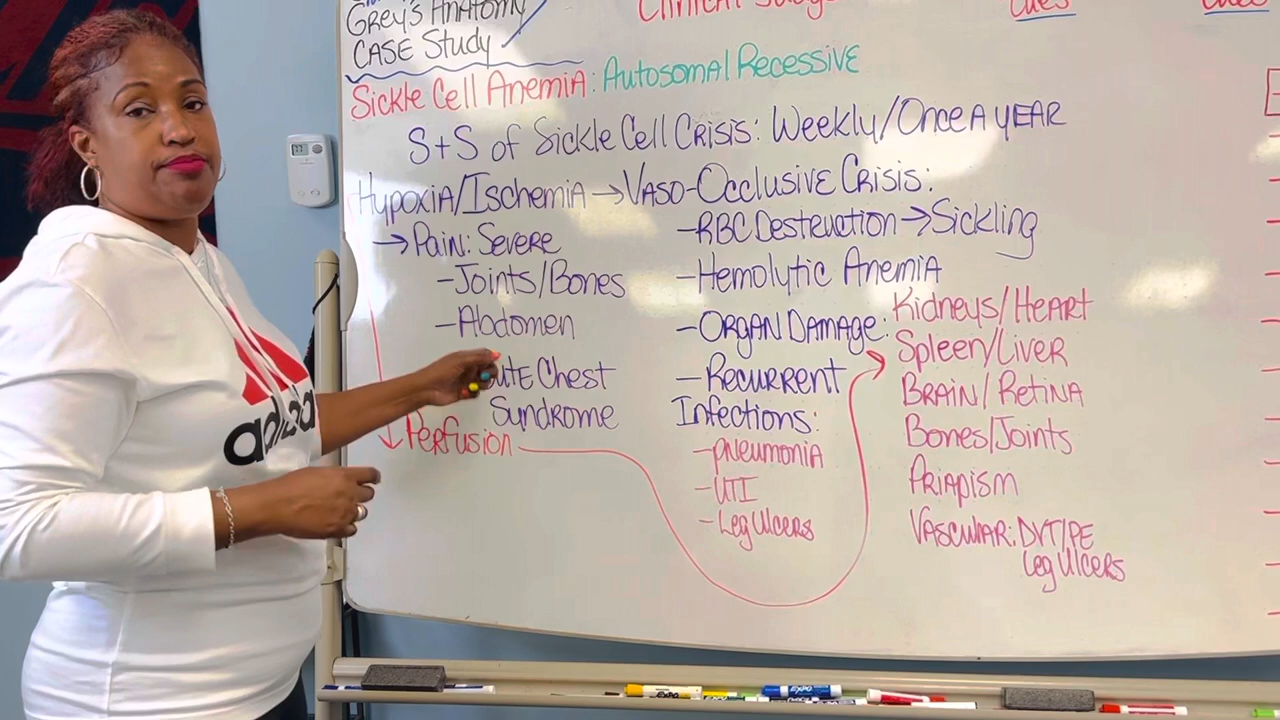 Grey's Anatomy
CASE Study
Clinical
Cues
Sickle Cell Anemia: Autosomal Recessive
S+S of Sickle Cell Crisis: Weekly/Once A YEAR
Hypoxia/Ischemia → Vaso-Occlusive Crisis:
→ Pain: Severe
- Joints/Bones
- Abdomen
Chest
Syndrome
Perfusion
- RBC Destruction → Sickling
- Hemolytic Anemia
- ORGAN DAMAGE:
- Recurrent
Infections:
- Pneumonia
- UTI
- Leg Ulcers
Kidneys/Heart
Spleen/Liver
BRAIN/Retina
Bones/Joints
Priapism
Vascular: DVT/PE
Leg Ulcers
adidas
EXPO
EXPO